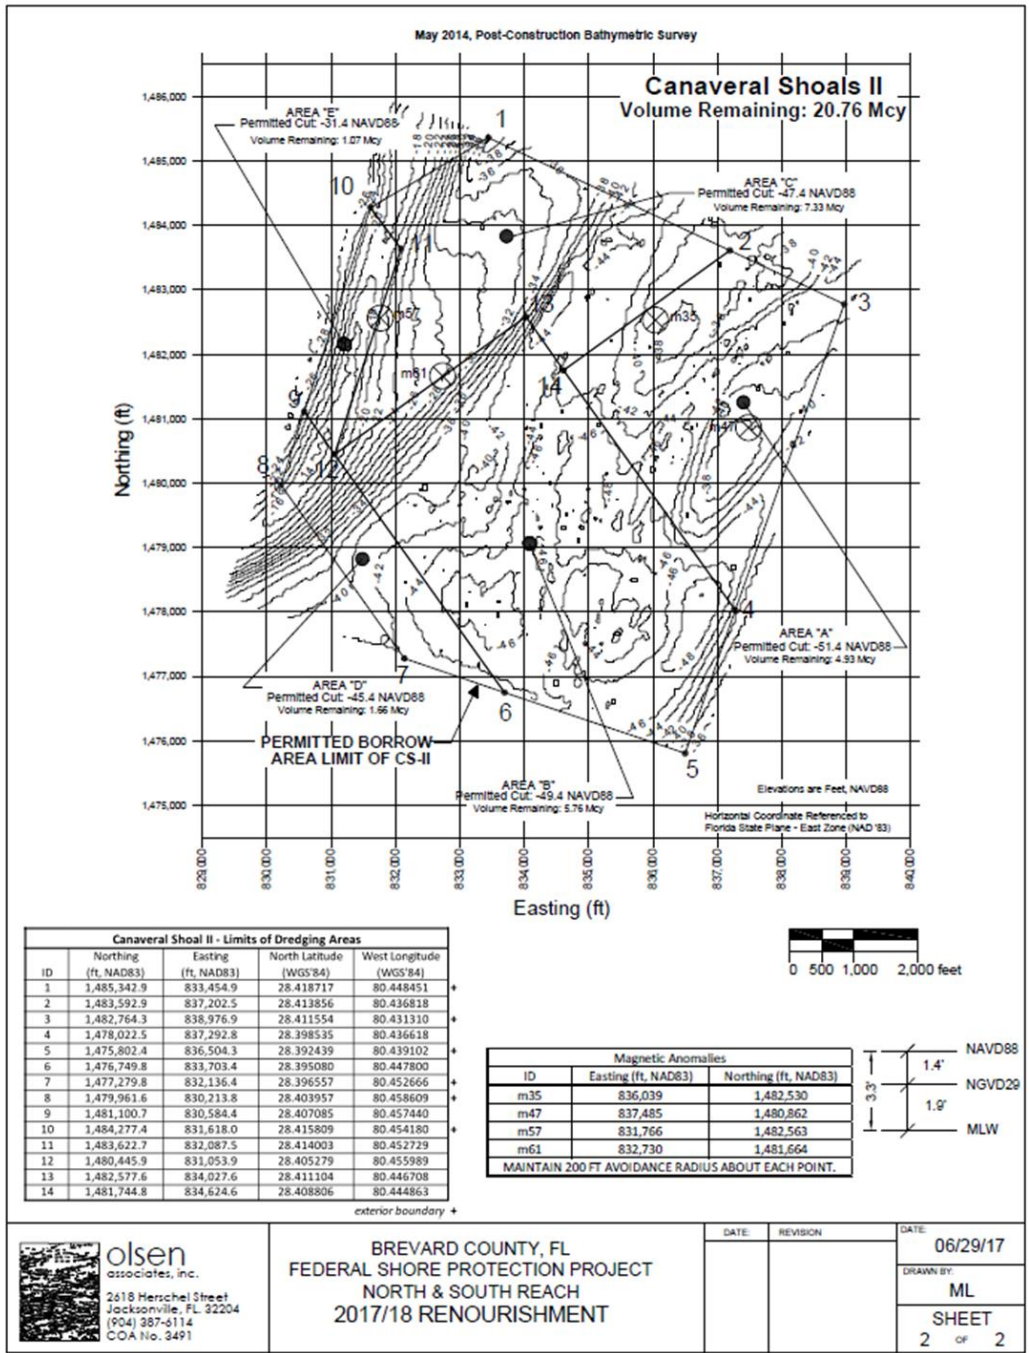 May 2014, Post-Construction Bathymetric Survey
Canaveral Shoals II
Volume Remaining: 20.76 Mcy
AREA "E"
Permitted Cut: -31.4 NAVD88
Volume Remaining: 1.07 Mcy
AREA "C"
Permitted Cut: -47.4 NAVD88
Volume Remaining: 7.33 Mcy
1,486,000
1,485,000
1,484,000
1,483,000
1,482,000
1,481,000
1,480,000
1,479,000
1,478,000
1,477,000
1,476,000
1,475,000
Northing (ft)
1
2
3
4
5
6
7
8
9
10
11
12
13
14
m57
m35
m61
m47
AREA "A"
Permitted Cut: -51.4 NAVD88
Volume Remaining: 4.93 Mcy
AREA "D"
Permitted Cut: -45.4 NAVD88
Volume Remaining: 1.66 Mcy
PERMITTED BORROW
AREA LIMIT OF CS-II
AREA "B"
Permitted Cut: -49.4 NAVD88
Volume Remaining: 5.76 Mcy
Elevations are Feet, NAVD88
Horizontal Coordinate Referenced to
Florida State Plane - East Zone (NAD '83)
829,000 830,000 831,000 832,000 833,000 834,000 835,000 836,000 837,000 838,000 839,000 840,000
Easting (ft)
0 500 1,000 2,000 feet
Canaveral Shoal II - Limits of Dredging Areas
Northing Easting North Latitude West Longitude
ID (ft, NAD83) (ft, NAD83) (WGS'84) (WGS'84)
1 1,485,342.9 833,454.9 28.418717 80.448451 +
2 1,483,592.9 837,202.5 28.413856 80.436818
3 1,482,764.3 838,976.9 28.411554 80.431310 +
4 1,478,022.5 837,292.8 28.398535 80.436618
5 1,475,802.4 836,504.3 28.392439 80.439102 +
6 1,476,749.8 833,703.4 28.395080 80.447800
7 1,477,279.8 832,136.4 28.396557 80.452666 +
8 1,479,961.6 830,213.8 28.403957 80.458609 +
9 1,481,100.7 830,584.4 28.407085 80.457440
10 1,484,277.4 831,618.0 28.415809 80.454180 +
11 1,483,622.7 832,087.5 28.414003 80.452729
12 1,480,445.9 831,053.9 28.405279 80.455989
13 1,482,577.6 834,027.6 28.411104 80.446708
14 1,481,744.8 834,624.6 28.408806 80.444863
exterior boundary +
Magnetic Anomalies
ID Easting (ft, NAD83) Northing (ft, NAD83)
m35 836,039 1,482,530
m47 837,485 1,480,862
m57 831,766 1,482,563
m61 832,730 1,481,664
MAINTAIN 200 FT AVOIDANCE RADIUS ABOUT EACH POINT.
NAVD88
1.4'
3.3'
NGVD29
1.9'
MLW
olsen
associates, inc.
2618 Herschel Street
Jacksonville, FL. 32204
(904) 387-6114
COA No. 3491
BREVARD COUNTY, FL
FEDERAL SHORE PROTECTION PROJECT
NORTH & SOUTH REACH
2017/18 RENOURISHMENT
DATE: REVISION
DATE:
06/29/17
DRAWN BY:
ML
SHEET
2 OF 2